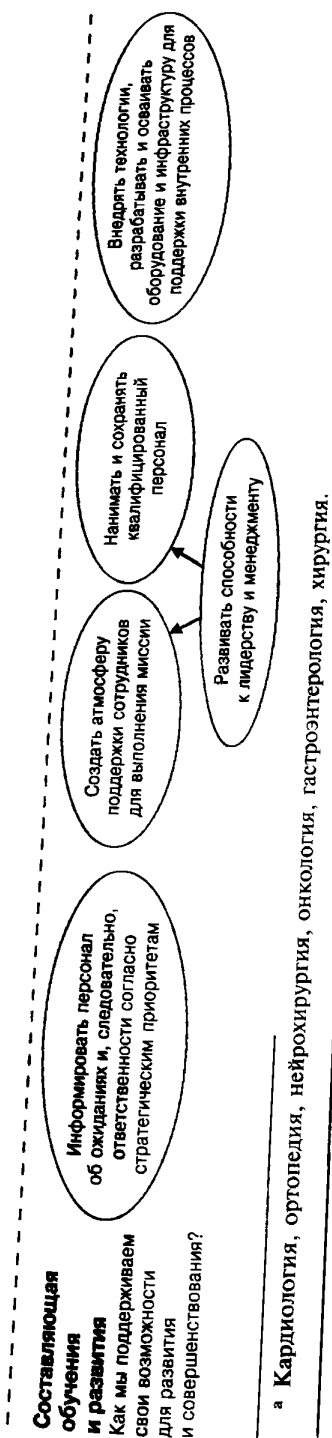 Составляющая
обучения
и развития
Как мы поддерживаем
свои возможности
для развития
и совершенствования?
Информировать персонал
об ожиданиях и, следовательно,
ответственности согласно
стратегическим приоритетам
Создать атмосферу
поддержки сотрудников
для выполнения миссии
Нанимать и сохранять
квалифицированный
персонал
Внедрять технологии,
разрабатывать и осваивать
оборудование и инфраструктуру для
поддержки внутренних процессов
Развивать способности
к лидерству и менеджменту
а Кардиология, ортопедия, нейрохирургия, онкология, гастроэнтерология, хирургия.